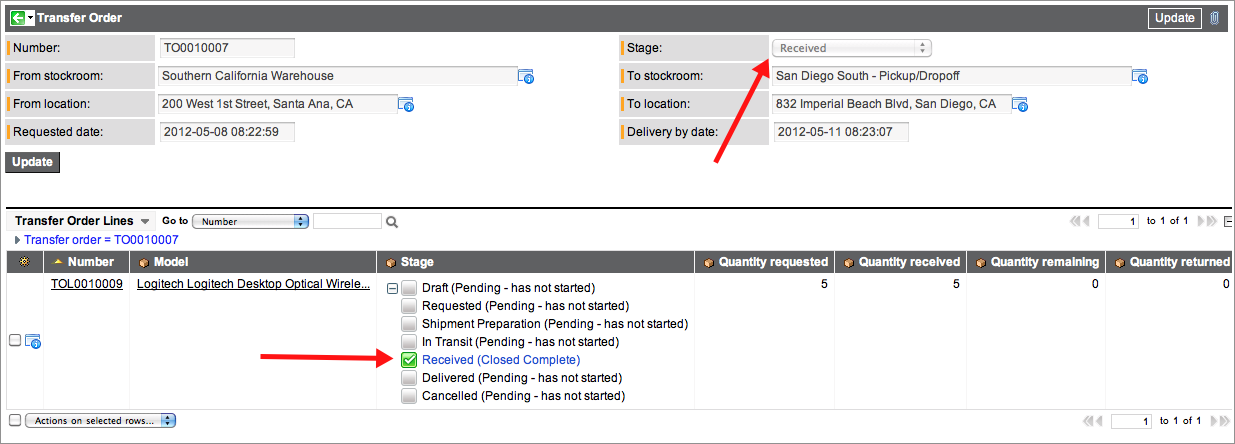 Transfer Order
Update
Number:
TO0010007
Stage:
Received
From stockroom:
Southern California Warehouse
To stockroom:
San Diego South - Pickup/Dropoff
From location:
200 West 1st Street, Santa Ana, CA
To location:
832 Imperial Beach Blvd, San Diego, CA
Requested date:
2012-05-08 08:22:59
Delivery by date:
2012-05-11 08:23:07
Update
Transfer Order Lines
Go to
Number
1 to 1 of 1
Transfer order = TO0010007
Number Model Stage Quantity requested Quantity received Quantity remaining Quantity returned
TOL0010009 Logitech Logitech Desktop Optical Wirele... Draft (Pending - has not started) 5 5 0 0
Requested (Pending - has not started)
Shipment Preparation (Pending - has not started)
In Transit (Pending - has not started)
Received (Closed Complete)
Delivered (Pending - has not started)
Cancelled (Pending - has not started)
Actions on selected rows...
1 to 1 of 1